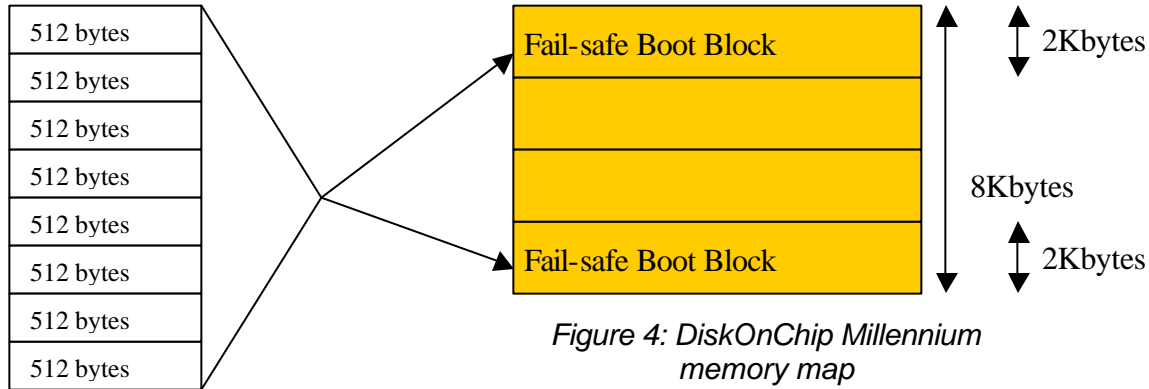 512 bytes
512 bytes
512 bytes
512 bytes
512 bytes
512 bytes
512 bytes
512 bytes
Fail-safe Boot Block
Fail-safe Boot Block
2Kbytes
8Kbytes
2Kbytes
Figure 4: DiskOnChip Millennium
memory map